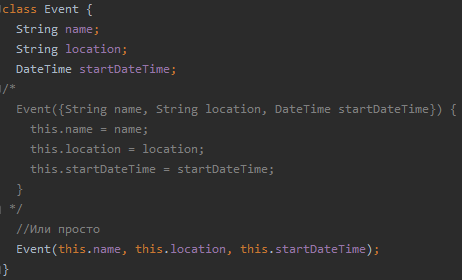 class Event {
  String name;
  String location;
  DateTime startDateTime;
/*
  Event({String name, String location, DateTime startDateTime}) {
    this.name = name;
    this.location = location;
    this.startDateTime = startDateTime;
  }
 */
  //Или просто
  Event(this.name, this.location, this.startDateTime);
}